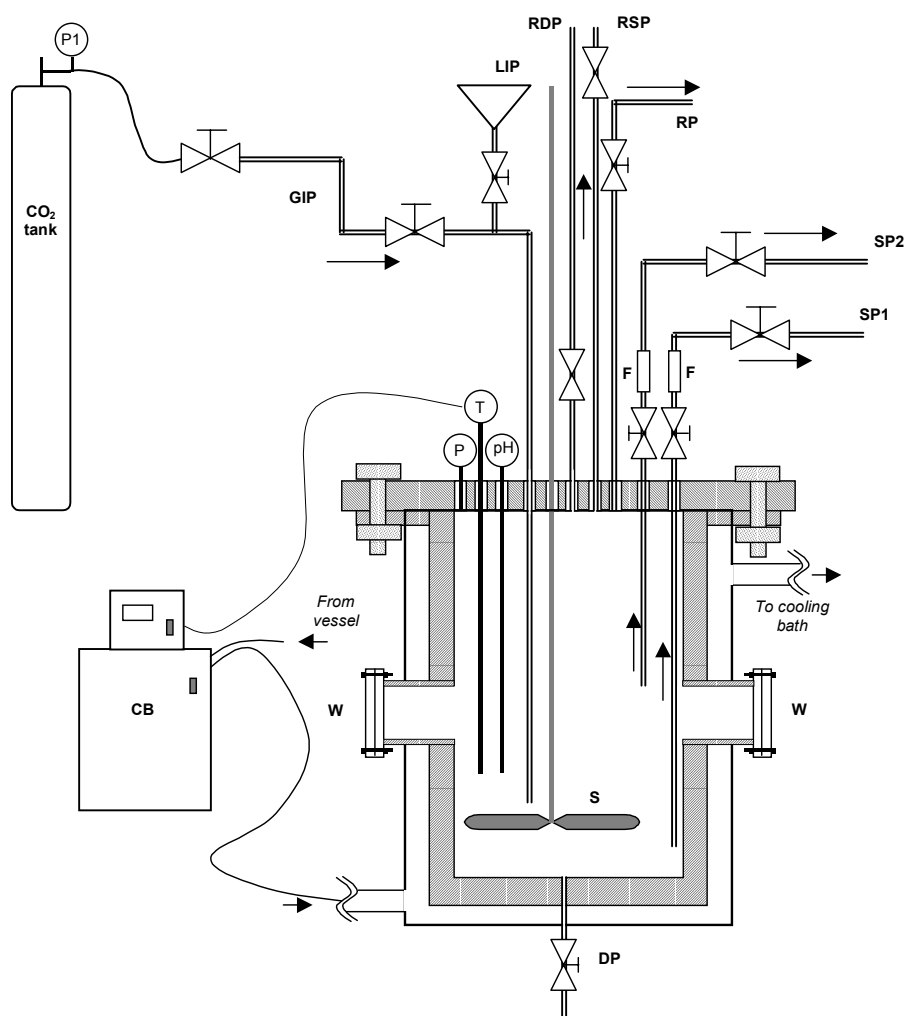 P1
RDP
RSP
LIP
RP
CO₂
tank
GIP
SP2
SP1
F
F
T
P
pH
From
vessel
To cooling
bath
CB
W
W
S
DP